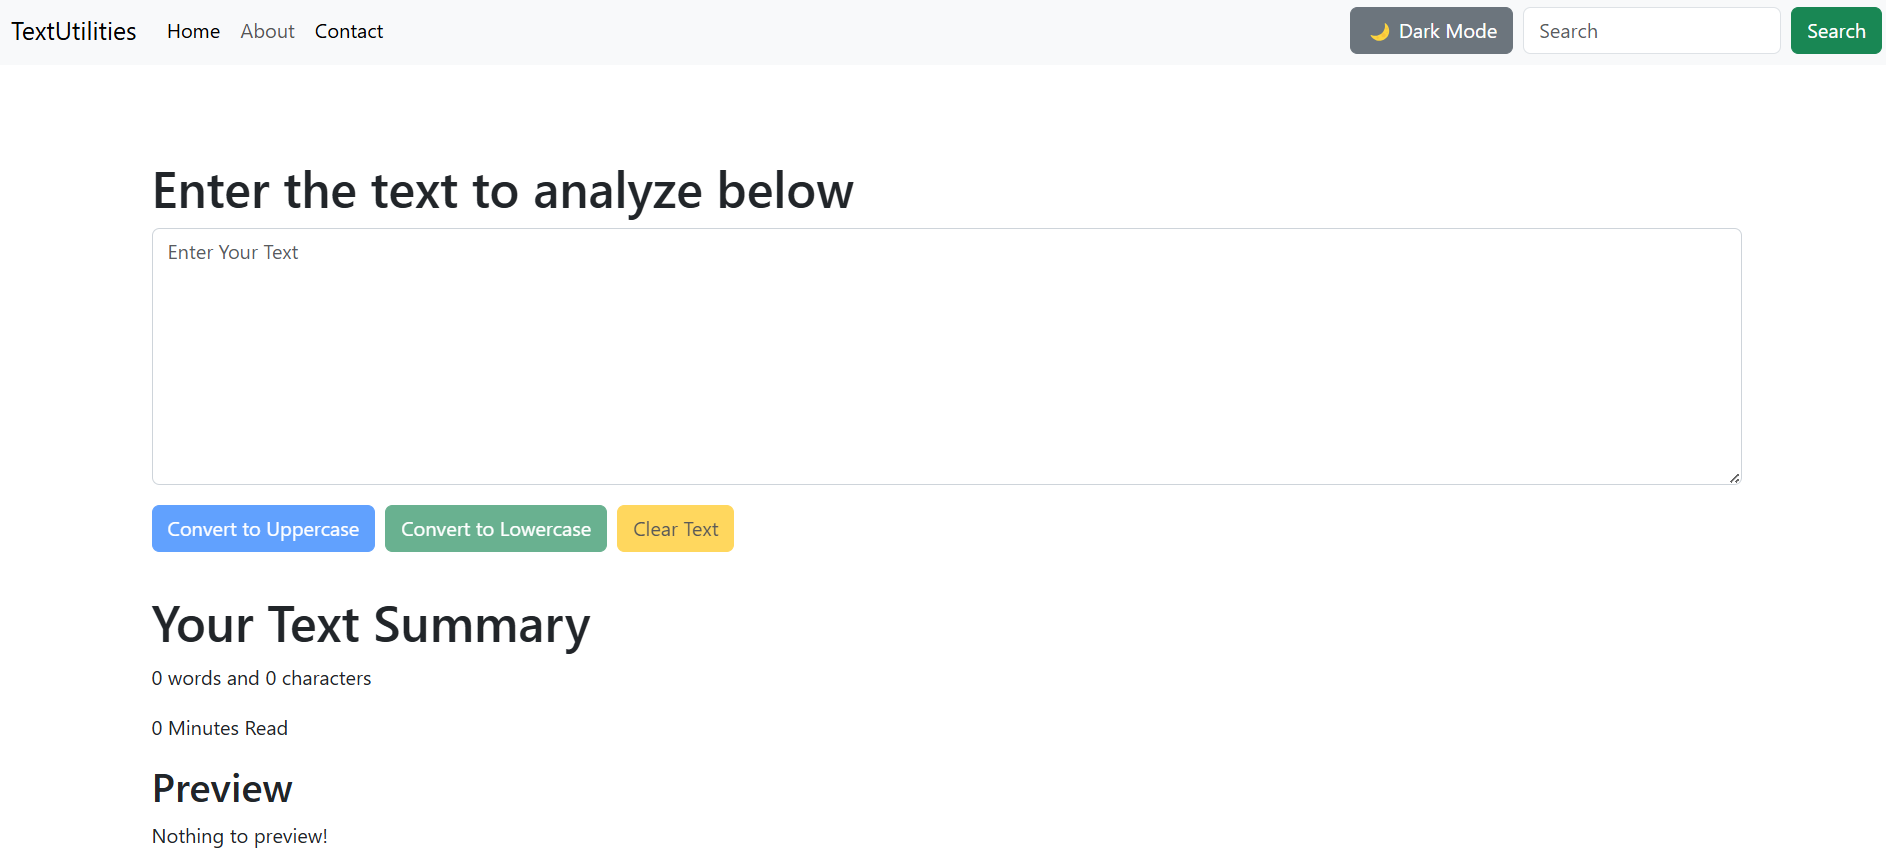 TextUtilities Home About Contact 🌙 Dark Mode Search Search
Enter the text to analyze below
Enter Your Text
Convert to Uppercase Convert to Lowercase Clear Text
Your Text Summary
0 words and 0 characters
0 Minutes Read
Preview
Nothing to preview!